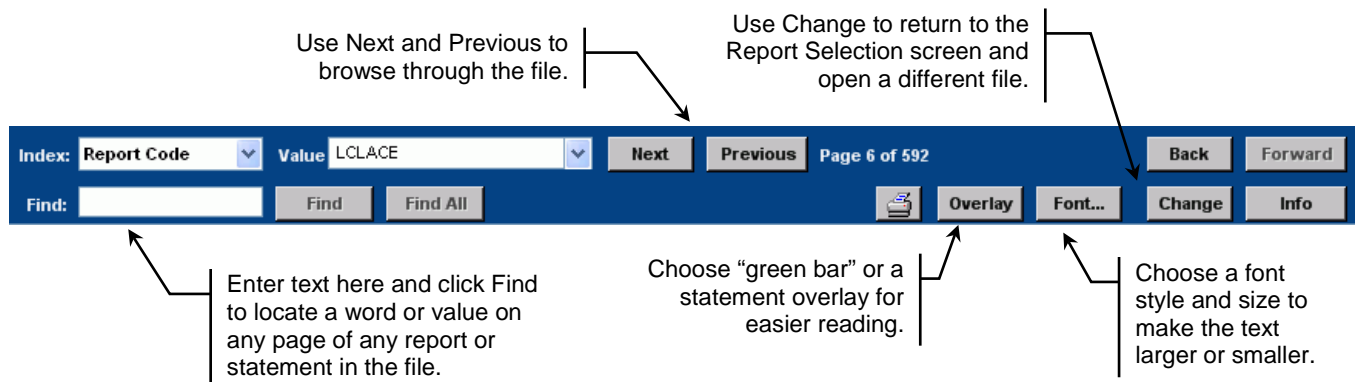 Use Next and Previous to
browse through the file.
Use Change to return to the
Report Selection screen and
open a different file.
Index: Report Code Value LCLACE Next Previous Page 6 of 592 Back Forward
Find: Find Find All Overlay Font... Change Info
Enter text here and click Find
to locate a word or value on
any page of any report or
statement in the file.
Choose “green bar” or a
statement overlay for
easier reading.
Choose a font
style and size to
make the text
larger or smaller.